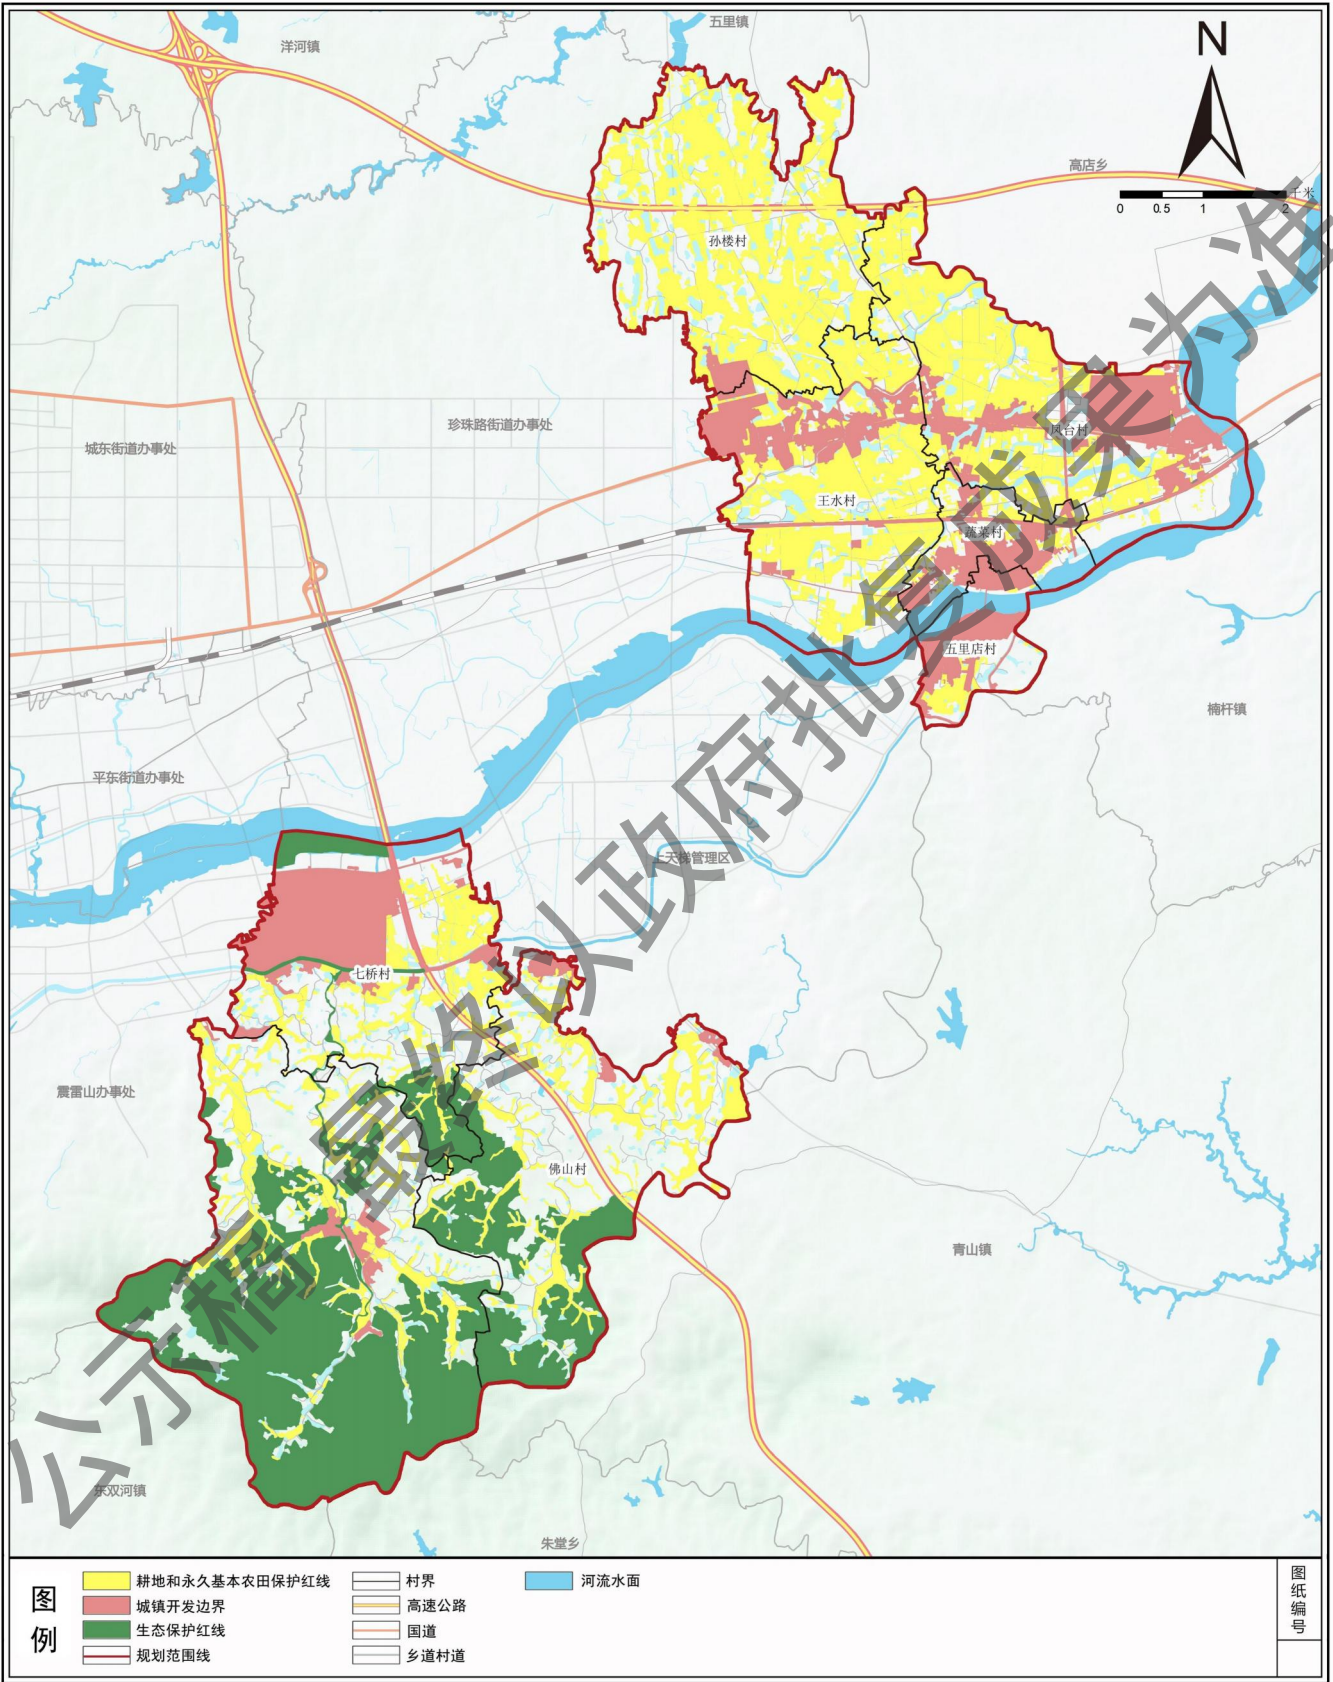 五里镇
洋河镇
N
高店乡
千米
0 0.5 1 2
孙楼村
珍珠路街道办事处
城东街道办事处
凤台村
王水村
蔬菜村
五里店村
楠杆镇
平东街道办事处
上天梯管理区
七桥村
震雷山办事处
佛山村
青山镇
东双河镇
朱堂乡
公示稿 最终以政府批复成果为准
图例
耕地和永久基本农田保护红线
城镇开发边界
生态保护红线
规划范围线
村界
高速公路
国道
乡道村道
河流水面
图纸编号